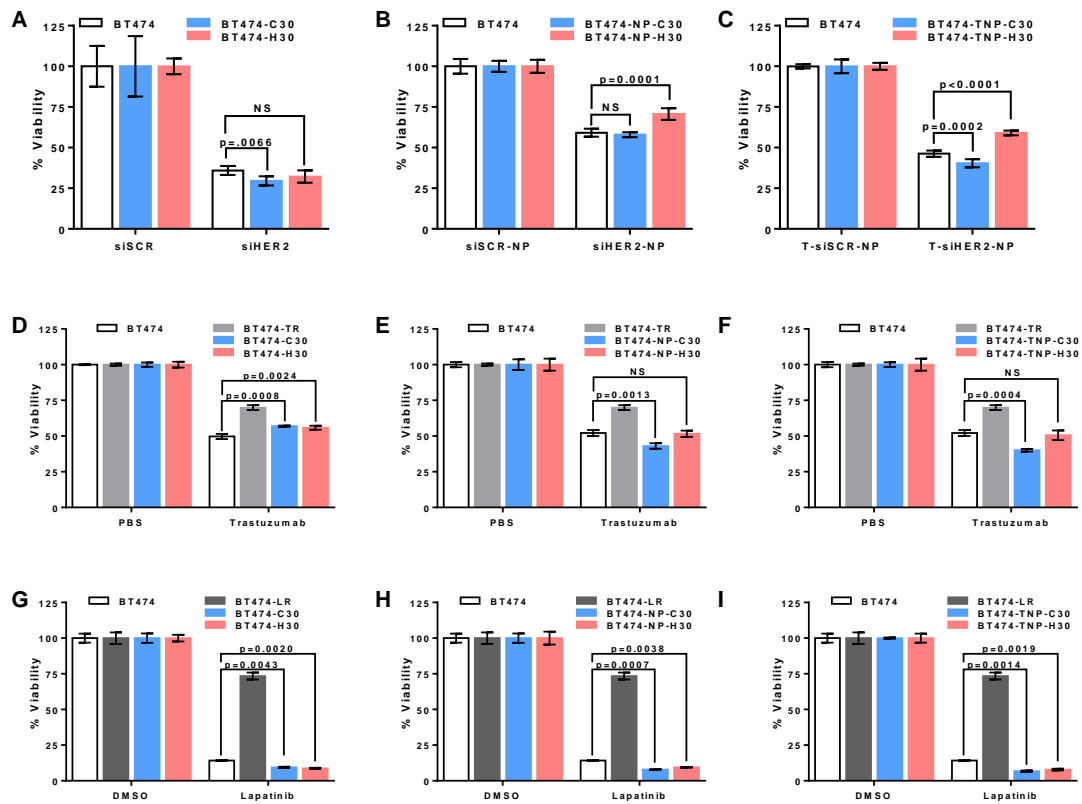 A
BT474
BT474-C30
BT474-H30
% Viability
125
100
75
50
25
0
NS
p=.0066
siSCR
siHER2
B
BT474
BT474-NP-C30
BT474-NP-H30
% Viability
125
100
75
50
25
0
p=0.0001
NS
siSCR-NP
siHER2-NP
C
BT474
BT474-TNP-C30
BT474-TNP-H30
% Viability
125
100
75
50
25
0
p<0.0001
p=0.0002
T-siSCR-NP
T-siHER2-NP
D
BT474
BT474-TR
BT474-C30
BT474-H30
% Viability
125
100
75
50
25
0
p=0.0024
p=0.0008
PBS
Trastuzumab
E
BT474
BT474-TR
BT474-NP-C30
BT474-NP-H30
% Viability
125
100
75
50
25
0
NS
p=0.0013
PBS
Trastuzumab
F
BT474
BT474-TR
BT474-TNP-C30
BT474-TNP-H30
% Viability
125
100
75
50
25
0
NS
p=0.0004
PBS
Trastuzumab
G
BT474
BT474-LR
BT474-C30
BT474-H30
% Viability
125
100
75
50
25
0
p=0.0020
p=0.0043
DMSO
Lapatinib
H
BT474
BT474-LR
BT474-NP-C30
BT474-NP-H30
% Viability
125
100
75
50
25
0
p=0.0038
p=0.0007
DMSO
Lapatinib
I
BT474
BT474-LR
BT474-TNP-C30
BT474-TNP-H30
% Viability
125
100
75
50
25
0
p=0.0019
p=0.0014
DMSO
Lapatinib